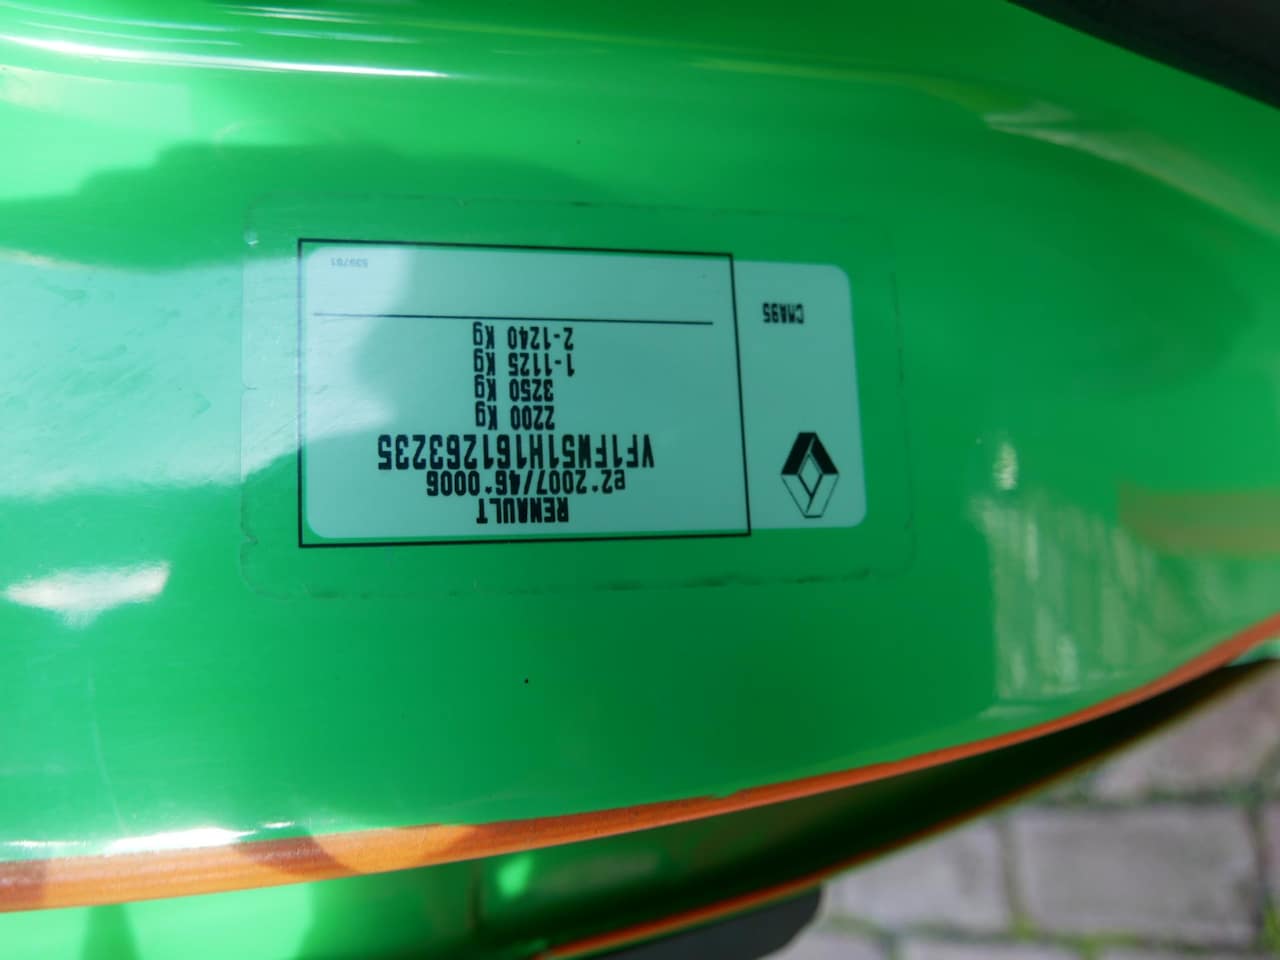 RENAULT
e2*2007/46*0006
VF1FW51H161263235
2200 Kg
3250 Kg
1-1125 Kg
2-1240 Kg
CMA95